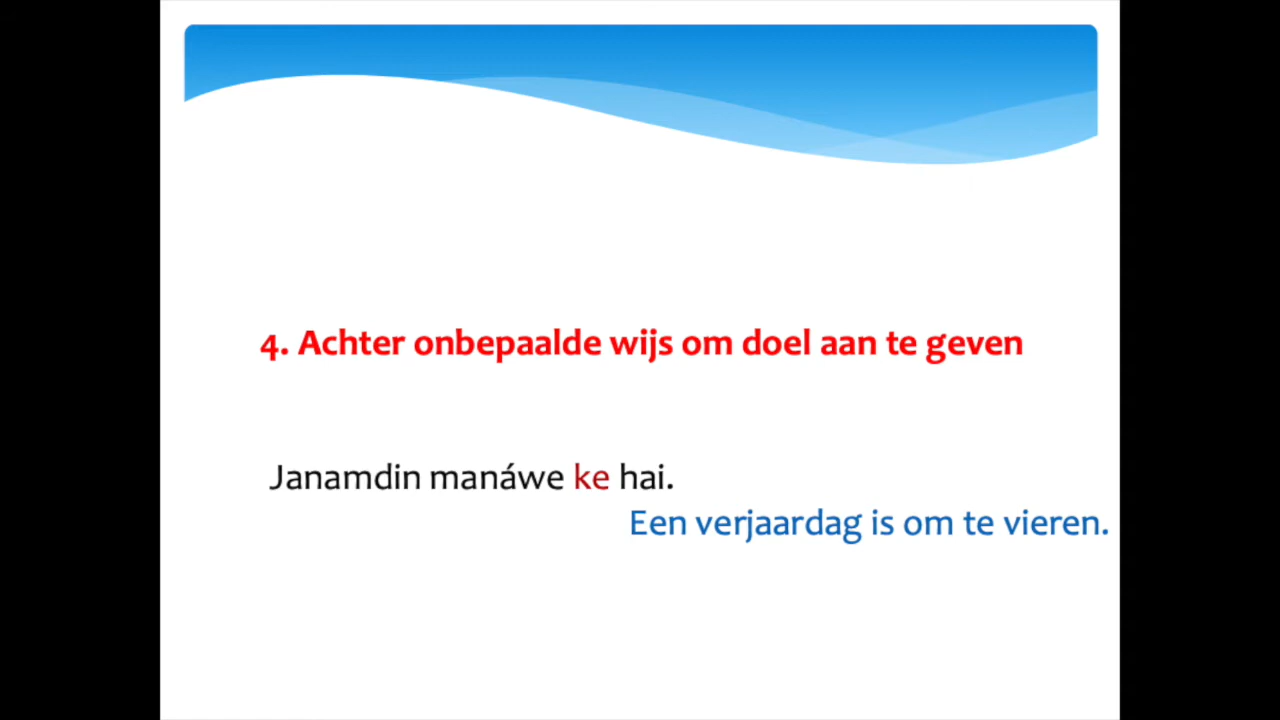 4. Achter onbepaalde wijs om doel aan te geven
Janamdin manáwe ke hai.
Een verjaardag is om te vieren.